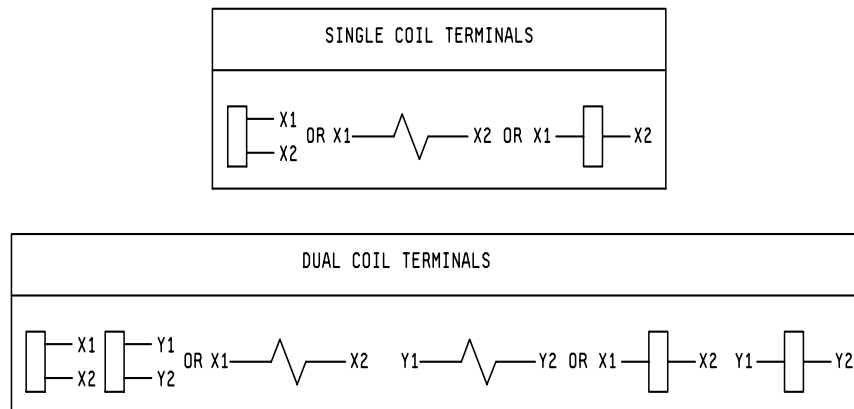 SINGLE COIL TERMINALS
X1
X2
OR X1 X2 OR X1 X2
DUAL COIL TERMINALS
X1 Y1
X2 Y2
OR X1 X2 Y1 Y2 OR X1 X2 Y1 Y2